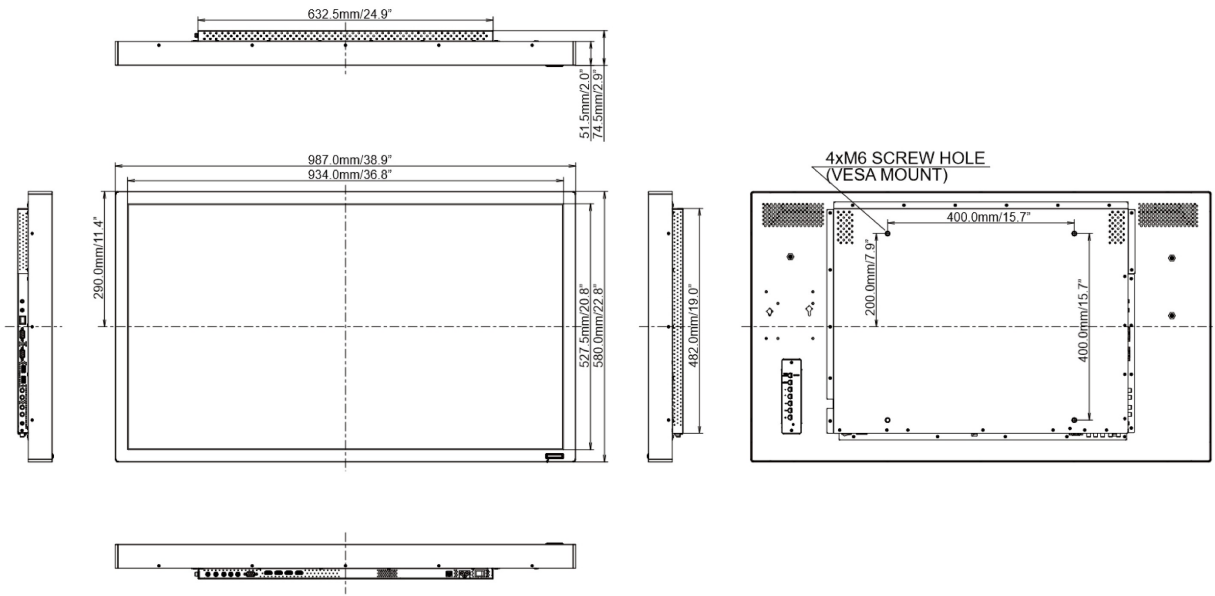 632.5mm/24.9"
51.5mm/2.0"
74.5mm/2.9"
987.0mm/38.9"
934.0mm/36.8"
290.0mm/11.4"
527.5mm/20.8"
580.0mm/22.8"
482.0mm/19.0"
4xM6 SCREW HOLE
(VESA MOUNT)
400.0mm/15.7"
200.0mm/7.9"
400.0mm/15.7"